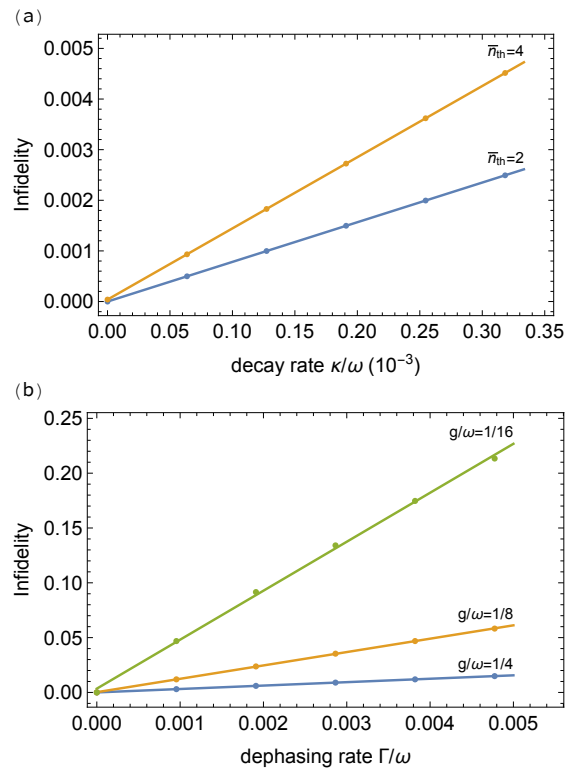 (a)
0.005
0.004
0.003
0.002
0.001
0.000
Infidelity
n̅th=4
n̅th=2
0.00 0.05 0.10 0.15 0.20 0.25 0.30 0.35
decay rate κ/ω (10⁻³)
(b)
0.25
0.20
0.15
0.10
0.05
0.00
Infidelity
g/ω=1/16
g/ω=1/8
g/ω=1/4
0.000 0.001 0.002 0.003 0.004 0.005
dephasing rate Γ/ω